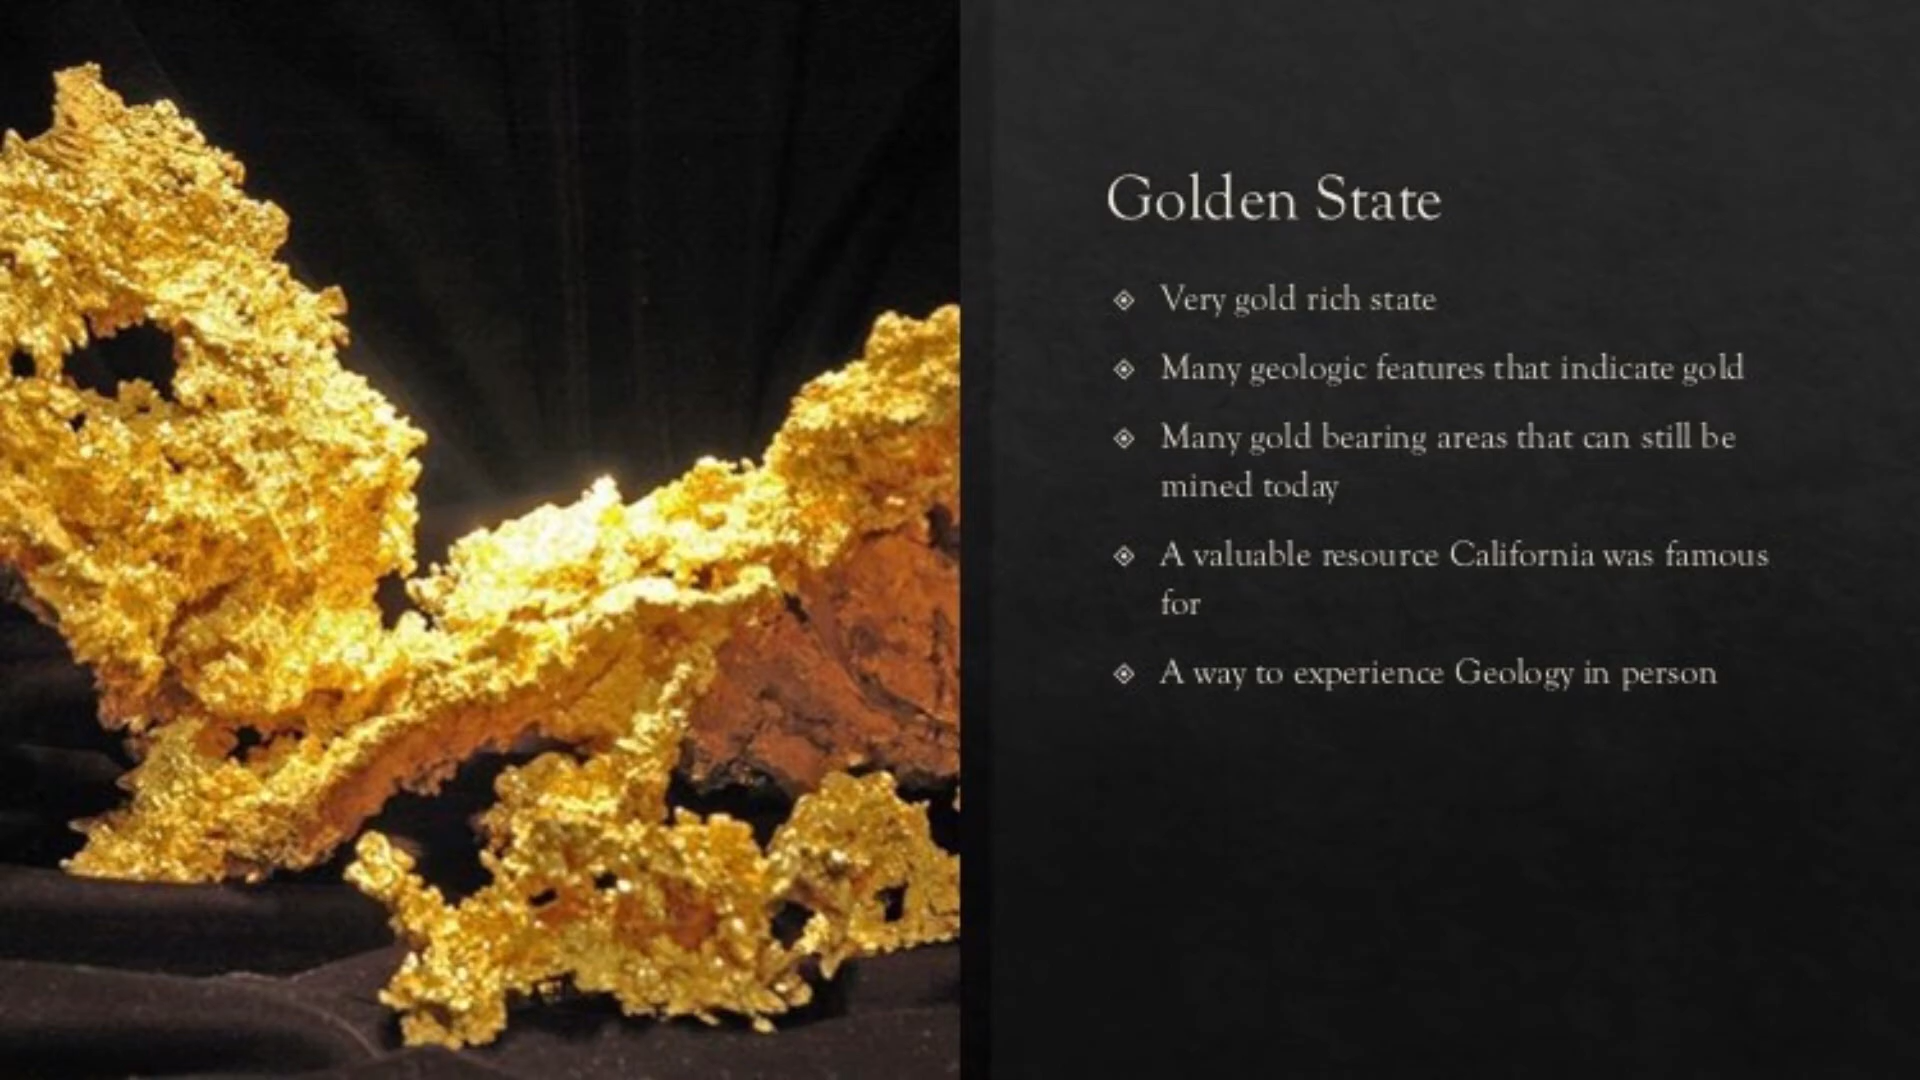 Golden State
Very gold rich state
Many geologic features that indicate gold
Many gold bearing areas that can still be
mined today
A valuable resource California was famous
for
A way to experience Geology in person